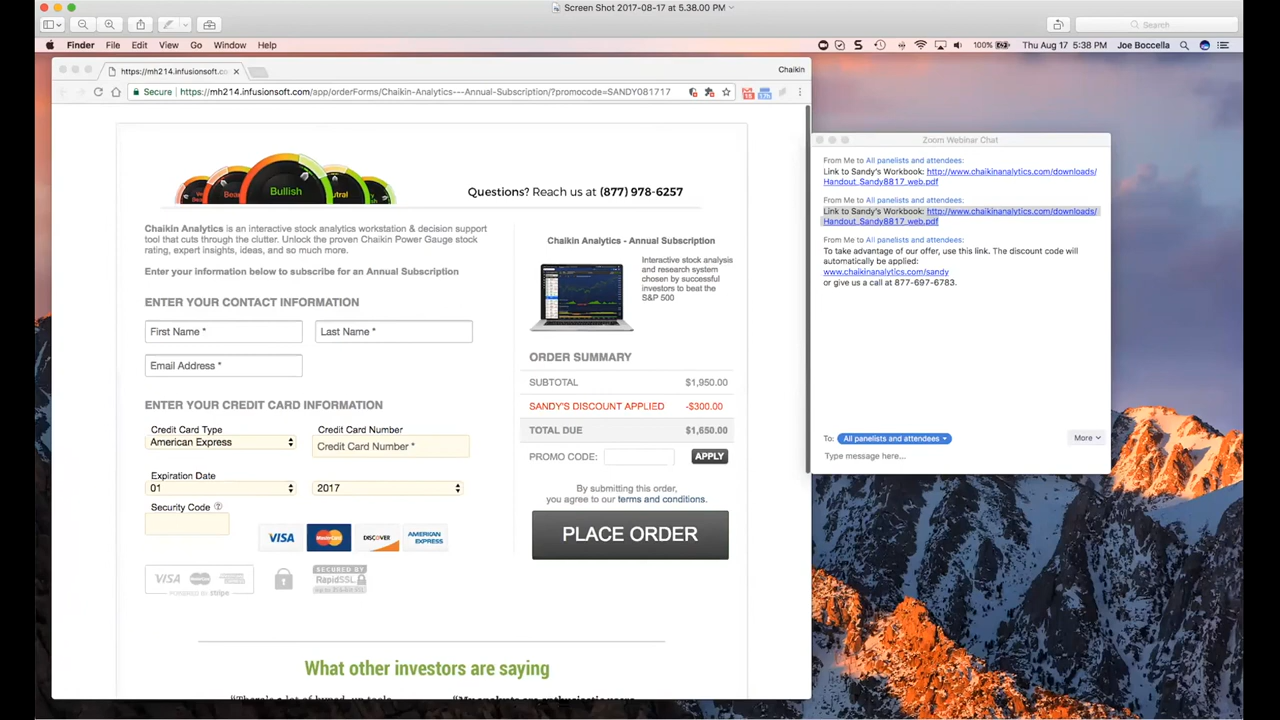 Screen Shot 2017-08-17 at 5.38.00 PM
Search
Finder File Edit View Go Window Help
100% Thu Aug 17 5:38 PM Joe Boccella
https://mh214.infusionsoft.co
Chaikin
Secure https://mh214.infusionsoft.com/app/orderForms/Chaikin-Analytics---Annual-Subscription/?promocode=SANDY081717
Bullish
Questions? Reach us at (877) 978-6257
Chaikin Analytics is an interactive stock analytics workstation & decision support
tool that cuts through the clutter. Unlock the proven Chaikin Power Gauge stock
rating, expert insights, ideas, and so much more.
Enter your information below to subscribe for an Annual Subscription
ENTER YOUR CONTACT INFORMATION
First Name *
Last Name *
Email Address *
ENTER YOUR CREDIT CARD INFORMATION
Credit Card Type
American Express
Credit Card Number
Credit Card Number *
Expiration Date
01
2017
Security Code
VISA
MasterCard
DISCOVER
AMERICAN EXPRESS
VISA
POWERED BY stripe
SECURED BY
RapidSSL
Chaikin Analytics - Annual Subscription
Interactive stock analysis
and research system
chosen by successful
investors to beat the
S&P 500
ORDER SUMMARY
SUBTOTAL $1,950.00
SANDY'S DISCOUNT APPLIED -$300.00
TOTAL DUE $1,650.00
PROMO CODE: APPLY
By submitting this order,
you agree to our terms and conditions.
PLACE ORDER
What other investors are saying
Zoom Webinar Chat
From Me to All panelists and attendees:
Link to Sandy's Workbook: http://www.chaikinanalytics.com/downloads/
Handout_Sandy8817_web.pdf
From Me to All panelists and attendees:
Link to Sandy's Workbook: http://www.chaikinanalytics.com/downloads/
Handout_Sandy8817_web.pdf
From Me to All panelists and attendees:
To take advantage of our offer, use this link. The discount code will
automatically be applied:
www.chaikinanalytics.com/sandy
or give us a call at 877-697-6783.
To: All panelists and attendees
More
Type message here...